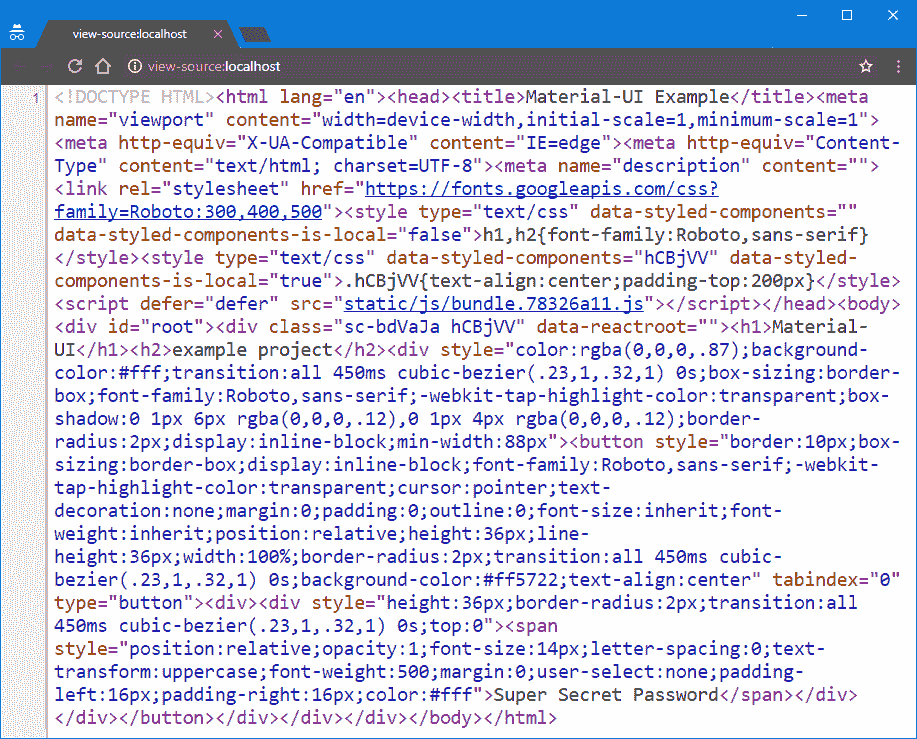 view-source:localhost
view-source:localhost
1
<!DOCTYPE HTML><html lang="en"><head><title>Material-UI Example</title><meta
name="viewport" content="width=device-width,initial-scale=1,minimum-scale=1">
<meta http-equiv="X-UA-Compatible" content="IE=edge"><meta http-equiv="Content-
Type" content="text/html; charset=UTF-8"><meta name="description" content="">
<link rel="stylesheet" href="https://fonts.googleapis.com/css?
family=Roboto:300,400,500"><style type="text/css" data-styled-components=""
data-styled-components-is-local="false">h1,h2{font-family:Roboto,sans-serif}
</style><style type="text/css" data-styled-components="hCBjVV" data-styled-
components-is-local="true">.hCBjVV{text-align:center;padding-top:200px}</style>
<script defer="defer" src="static/js/bundle.78326a11.js"></script></head><body>
<div id="root"><div class="sc-bdVaJa hCBjVV" data-reactroot=""><h1>Material-
UI</h1><h2>example project</h2><div style="color:rgba(0,0,0,.87);background-
color:#fff;transition:all 450ms cubic-bezier(.23,1,.32,1) 0s;box-sizing:border-
box;font-family:Roboto,sans-serif;-webkit-tap-highlight-color:transparent;box-
shadow:0 1px 6px rgba(0,0,0,.12),0 1px 4px rgba(0,0,0,.12);border-
radius:2px;display:inline-block;min-width:88px"><button style="border:10px;box-
sizing:border-box;display:inline-block;font-family:Roboto,sans-serif;-webkit-
tap-highlight-color:transparent;cursor:pointer;text-
decoration:none;margin:0;padding:0;outline:0;font-size:inherit;font-
weight:inherit;position:relative;height:36px;line-
height:36px;width:100%;border-radius:2px;transition:all 450ms cubic-
bezier(.23,1,.32,1) 0s;background-color:#ff5722;text-align:center" tabindex="0"
type="button"><div><div style="height:36px;border-radius:2px;transition:all
450ms cubic-bezier(.23,1,.32,1) 0s;top:0"><span
style="position:relative;opacity:1;font-size:14px;letter-spacing:0;text-
transform:uppercase;font-weight:500;margin:0;user-select:none;padding-
left:16px;padding-right:16px;color:#fff">Super Secret Password</span></div>
</div></button></div></div></div></body></html>